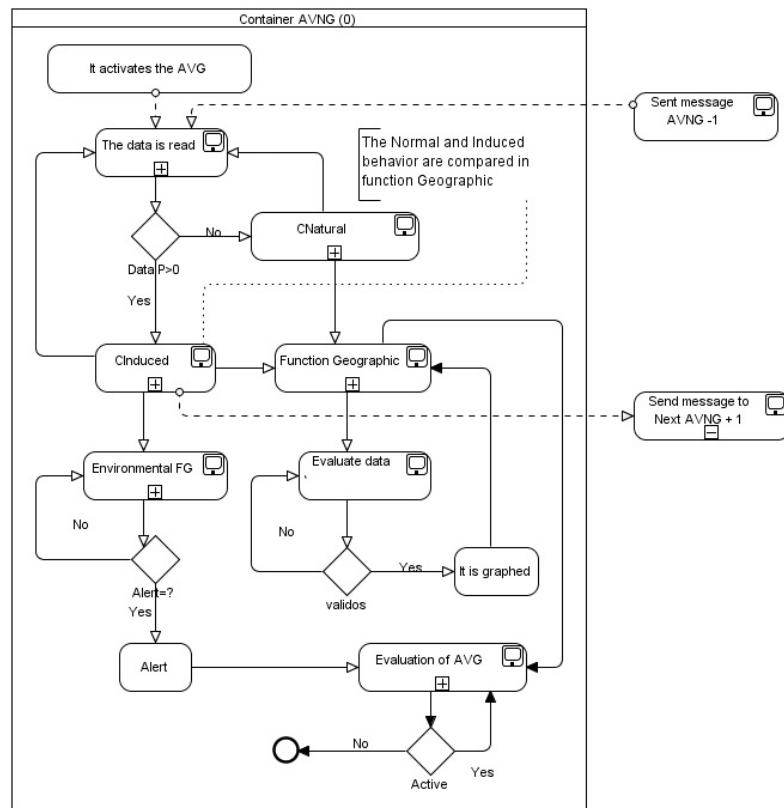 Container AVNG (0)
It activates the AVG
Sent message
AVNG -1
The data is read
The Normal and Induced
behavior are compared in
function Geographic
No
CNatural
Data P>0
Yes
CInduced
Function Geographic
Send message to
Next AVNG + 1
Environmental FG
Evaluate data
No
No
Yes
It is graphed
Alert=?
validos
Yes
Alert
Evaluation of AVG
No
Yes
Active